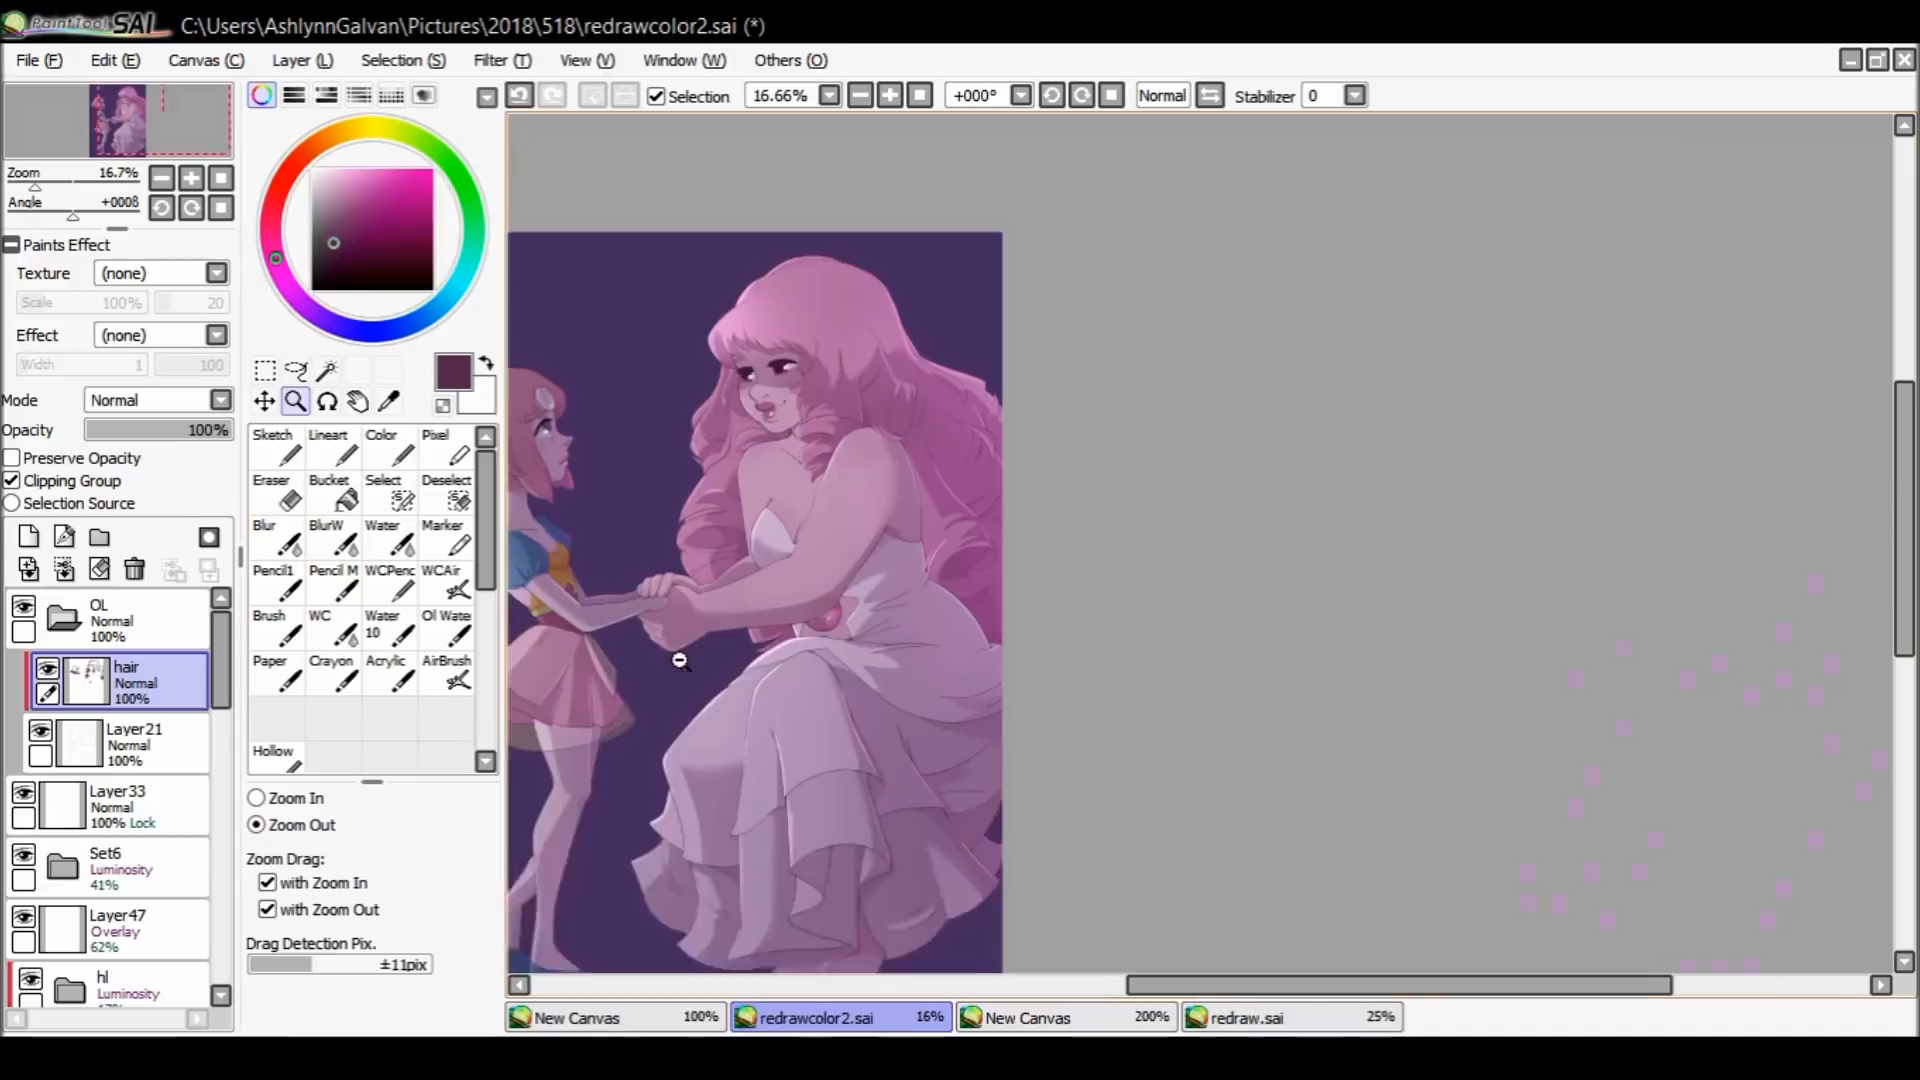 PaintTool SAI C:\Users\AshlynnGalvan\Pictures\2018\518\redrawcolor2.sai (*)
File (F) Edit (E) Canvas (C) Layer (L) Selection (S) Filter (T) View (V) Window (W) Others (O)
Selection 16.66% +000° Normal Stabilizer 0
Zoom 16.7%
Angle +000ß
Paints Effect
Texture (none)
Scale 100% 20
Effect (none)
Width 1 100
Mode Normal
Opacity 100%
Preserve Opacity
Clipping Group
Selection Source
OL
Normal
100%
hair
Normal
100%
Layer21
Normal
100%
Layer33
Normal
100% Lock
Set6
Luminosity
41%
Layer47
Overlay
62%
hl
Luminosity
Sketch Lineart Color Pixel
Eraser Bucket Select Deselect
Blur BlurW Water Marker
Pencil1 Pencil M WCPenc WCAir
Brush WC Water 10 Ol Wate
Paper Crayon Acrylic AirBrush
Hollow
Zoom In
Zoom Out
Zoom Drag:
with Zoom In
with Zoom Out
Drag Detection Pix.
±11pix
New Canvas 100% redrawcolor2.sai 16% New Canvas 200% redraw.sai 25%